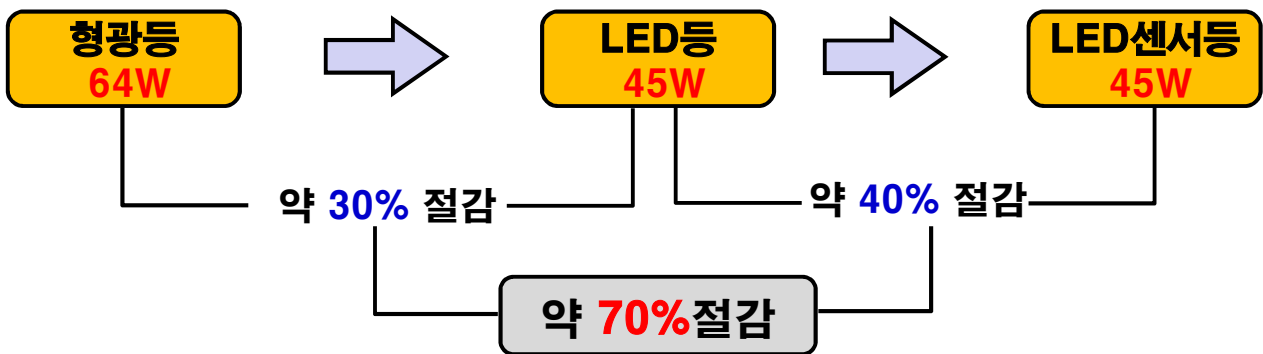 형광등
64W
LED등
45W
LED센서등
45W
약 30% 절감
약 40% 절감
약 70%절감